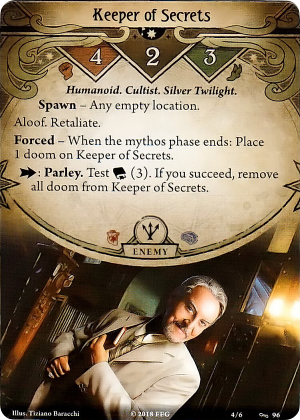 Keeper of Secrets
4 2 3
Humanoid. Cultist. Silver Twilight.
Spawn – Any empty location.
Aloof. Retaliate.
Forced – When the mythos phase ends: Place
1 doom on Keeper of Secrets.
: Parley. Test (3). If you succeed, remove
all doom from Keeper of Secrets.
ENEMY
Illus. Tiziano Baracchi © 2018 FFG 4/6 96